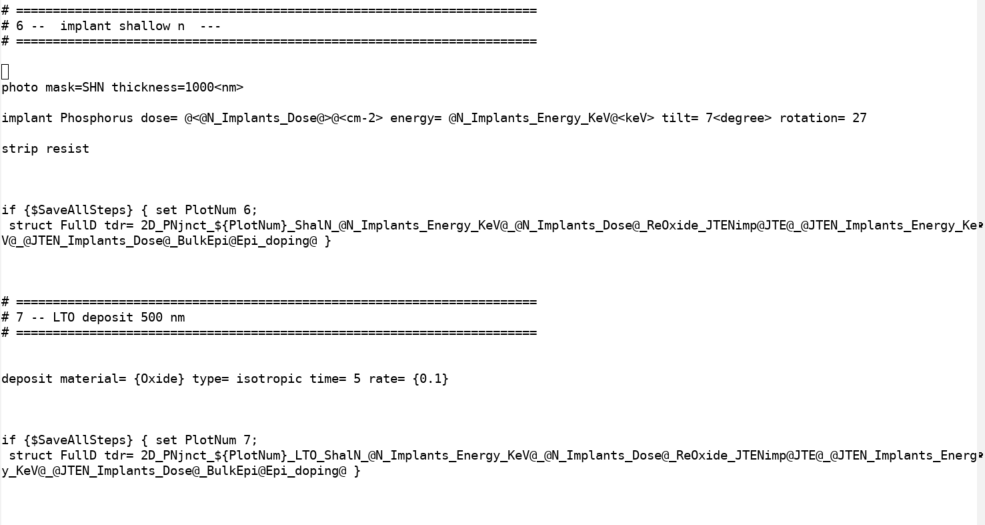 # =======================================================================
# 6 --  implant shallow n  ---
# =======================================================================
photo mask=SHN thickness=1000<nm>
implant Phosphorus dose= @<@N_Implants_Dose@>@<cm-2> energy= @N_Implants_Energy_KeV@<keV> tilt= 7<degree> rotation= 27
strip resist
if {$SaveAllSteps} { set PlotNum 6;
 struct FullD tdr= 2D_PNjnct_${PlotNum}_ShalN_@N_Implants_Energy_KeV@_@N_Implants_Dose@_ReOxide_JTENimp@JTE@_@JTEN_Implants_Energy_Ke
V@_@JTEN_Implants_Dose@_BulkEpi@Epi_doping@ }
# =======================================================================
# 7 -- LTO deposit 500 nm
# =======================================================================
deposit material= {Oxide} type= isotropic time= 5 rate= {0.1}
if {$SaveAllSteps} { set PlotNum 7;
 struct FullD tdr= 2D_PNjnct_${PlotNum}_LTO_ShalN_@N_Implants_Energy_KeV@_@N_Implants_Dose@_ReOxide_JTENimp@JTE@_@JTEN_Implants_Energ
y_KeV@_@JTEN_Implants_Dose@_BulkEpi@Epi_doping@ }